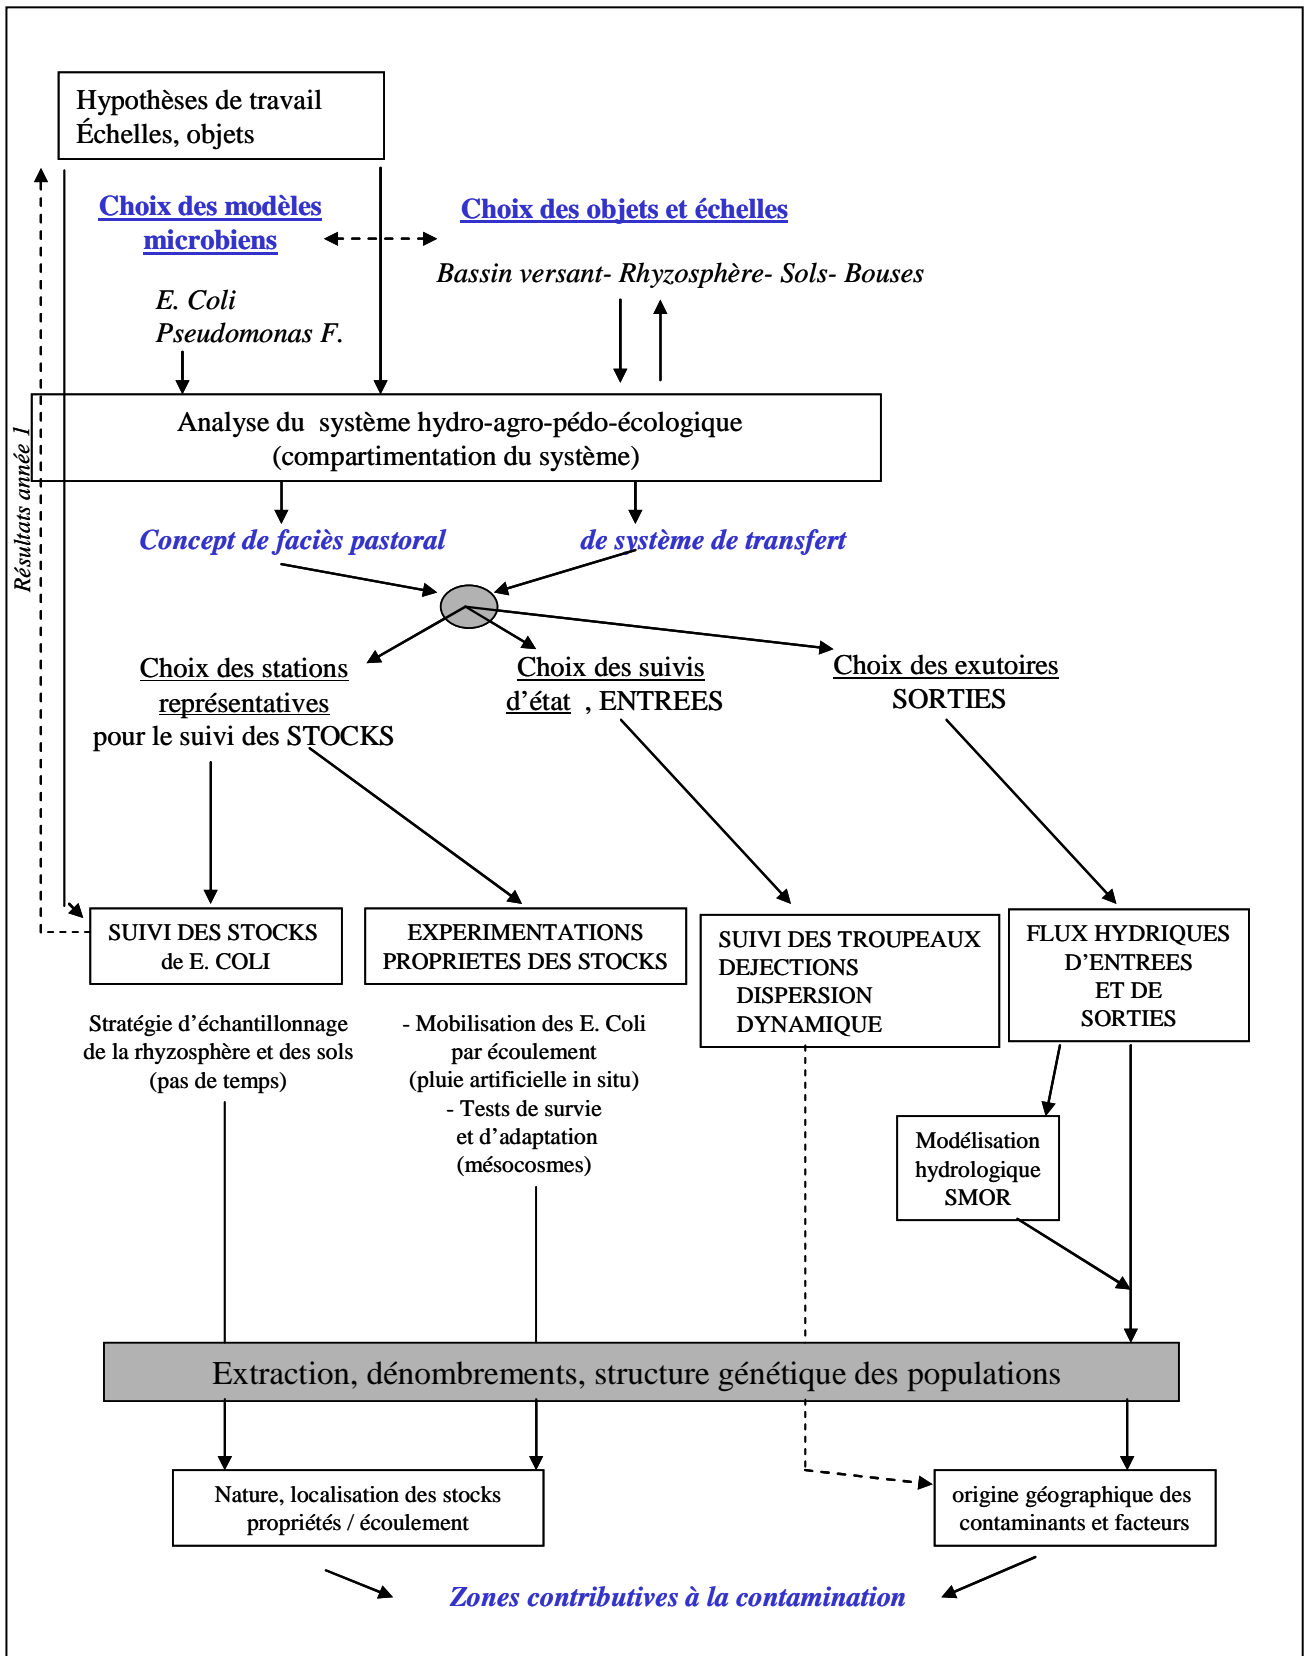 Hypothèses de travail
Échelles, objets
Choix des modèles
microbiens
Choix des objets et échelles
Bassin versant- Rhyzosphère- Sols- Bouses
E. Coli
Pseudomonas F.
Analyse du système hydro-agro-pédo-écologique
(compartimentation du système)
Résultats année 1
Concept de faciès pastoral
de système de transfert
Choix des stations
représentatives
pour le suivi des STOCKS
Choix des suivis
d’état , ENTREES
Choix des exutoires
SORTIES
SUIVI DES STOCKS
de E. COLI
EXPERIMENTATIONS
PROPRIETES DES STOCKS
SUIVI DES TROUPEAUX
DEJECTIONS
DISPERSION
DYNAMIQUE
FLUX HYDRIQUES
D’ENTREES
ET DE
SORTIES
Stratégie d’échantillonnage
de la rhyzosphère et des sols
(pas de temps)
- Mobilisation des E. Coli
par écoulement
(pluie artificielle in situ)
- Tests de survie
et d’adaptation
(mésocosmes)
Modélisation
hydrologique
SMOR
Extraction, dénombrements, structure génétique des populations
Nature, localisation des stocks
propriétés / écoulement
origine géographique des
contaminants et facteurs
Zones contributives à la contamination